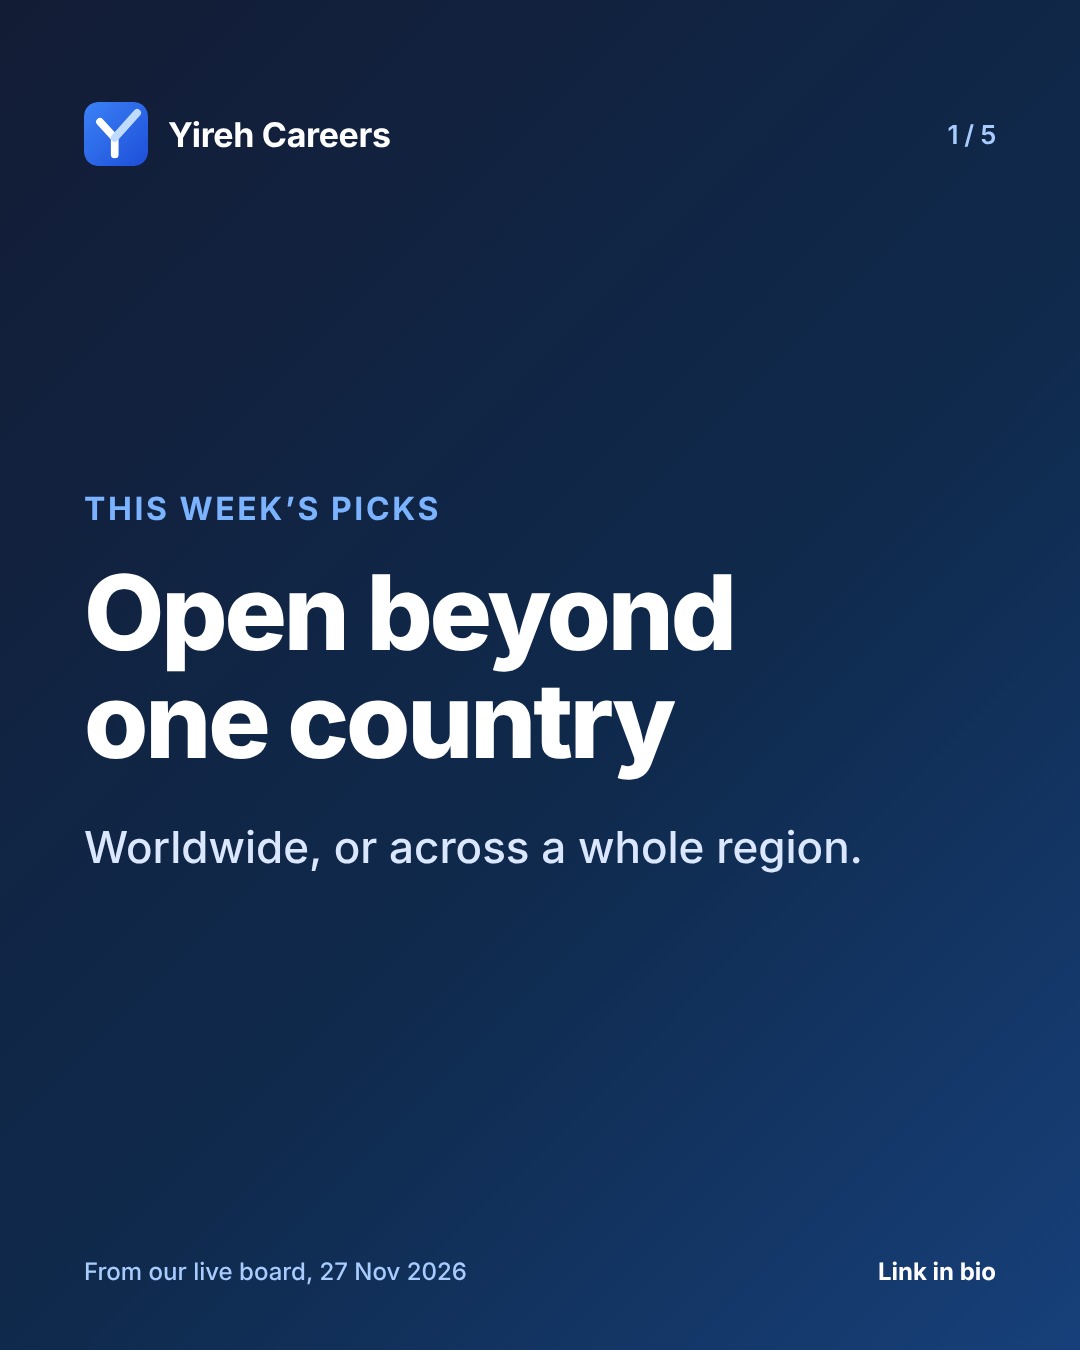 Yireh Careers
1 / 5
THIS WEEK’S PICKS
Open beyond
one country
Worldwide, or across a whole region.
From our live board, 27 Nov 2026
Link in bio